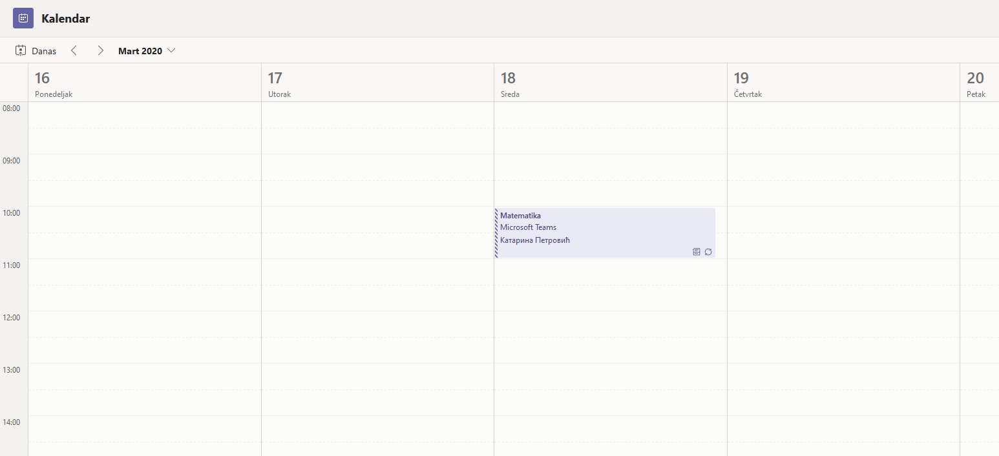 Kalendar
Danas
Mart 2020
16
Ponedeljak
17
Utorak
18
Sreda
19
Četvrtak
20
Petak
08:00
09:00
10:00
Matematika
Microsoft Teams
Катарина Петровић
11:00
12:00
13:00
14:00